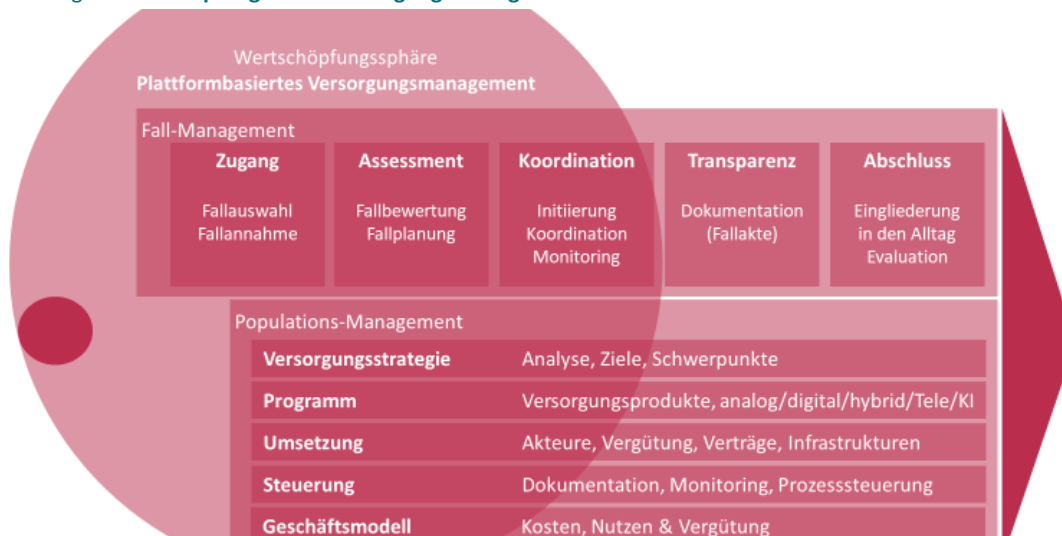 Wertschöpfungssphäre
Plattformbasiertes Versorgungsmanagement
Fall-Management
Zugang
Fallauswahl
Fallannahme
Assessment
Fallbewertung
Fallplanung
Koordination
Initiierung
Koordination
Monitoring
Transparenz
Dokumentation
(Fallakte)
Abschluss
Eingliederung
in den Alltag
Evaluation
Populations-Management
Versorgungsstrategie Analyse, Ziele, Schwerpunkte
Programm Versorgungsprodukte, analog/digital/hybrid/Tele/KI
Umsetzung Akteure, Vergütung, Verträge, Infrastrukturen
Steuerung Dokumentation, Monitoring, Prozesssteuerung
Geschäftsmodell Kosten, Nutzen & Vergütung